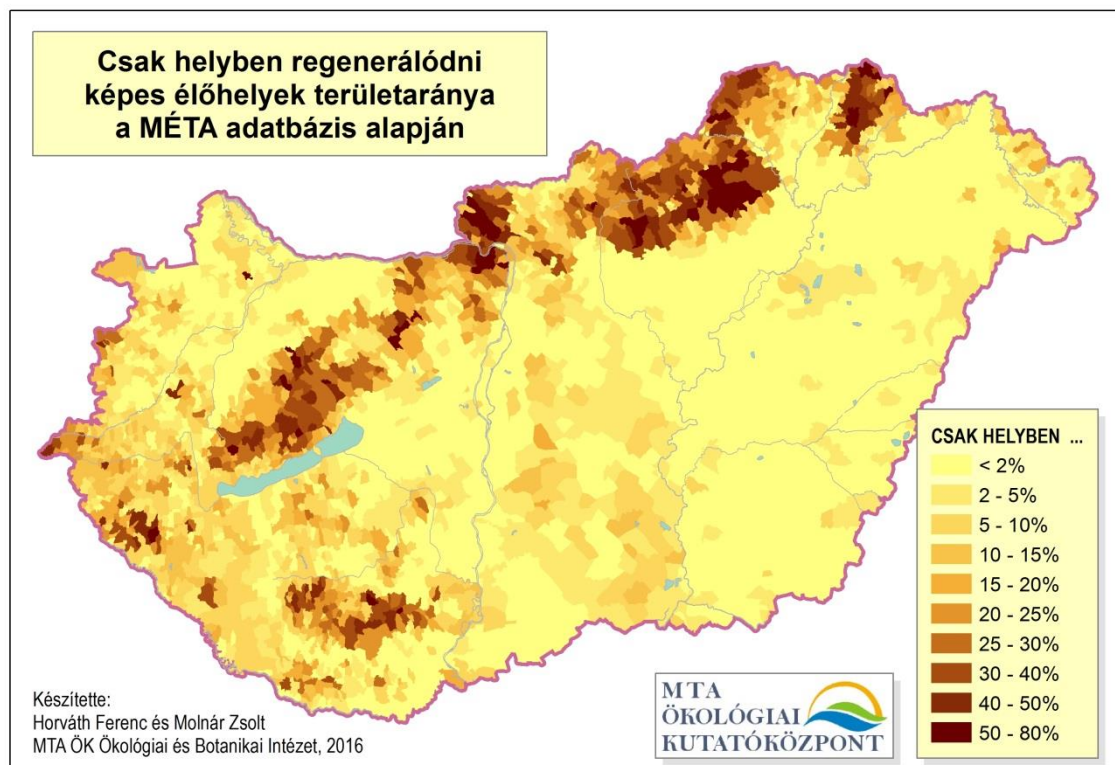 Csak helyben regenerálódni
képes élőhelyek területaránya
a MÉTA adatbázis alapján
CSAK HELYBEN ...
< 2%
2 - 5%
5 - 10%
10 - 15%
15 - 20%
20 - 25%
25 - 30%
30 - 40%
40 - 50%
50 - 80%
Készítette:
Horváth Ferenc és Molnár Zsolt
MTA ÖK Ökológiai és Botanikai Intézet, 2016
MTA
ÖKOLÓGIAI
KUTATÓKÖZPONT